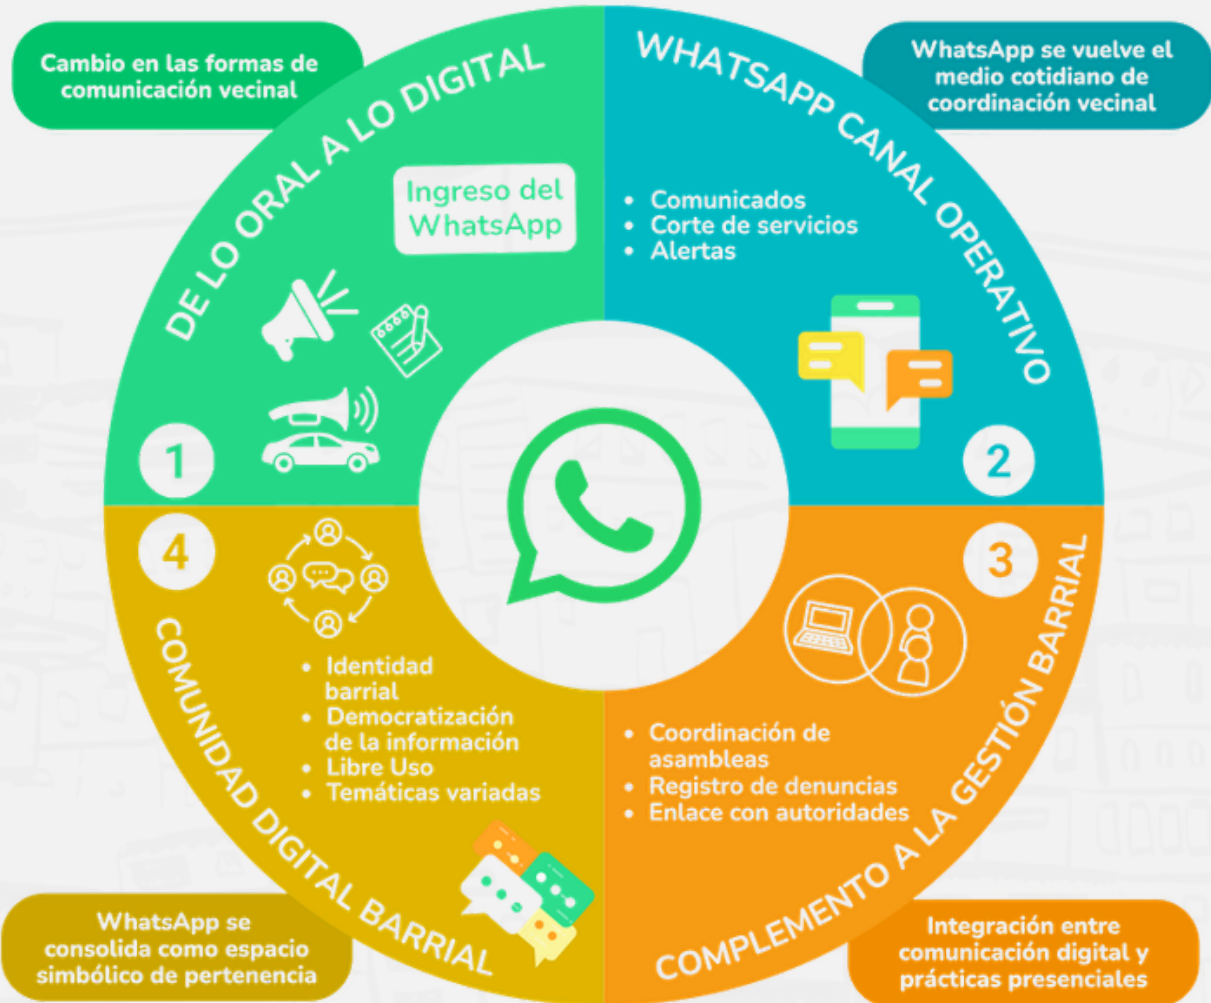 Cambio en las formas de
comunicación vecinal
DE LO ORAL A LO DIGITAL
Ingreso del
WhatsApp
1
WhatsApp se vuelve el
medio cotidiano de
coordinación vecinal
WHATSAPP CANAL OPERATIVO
• Comunicados
• Corte de servicios
• Alertas
2
3
COMPLEMENTO A LA GESTIÓN BARRIAL
• Coordinación de
asambleas
• Registro de denuncias
• Enlace con autoridades
Integración entre
comunicación digital y
prácticas presenciales
4
COMUNIDAD DIGITAL BARRIAL
• Identidad
barrial
• Democratización
de la información
• Libre Uso
• Temáticas variadas
WhatsApp se
consolida como espacio
simbólico de pertenencia